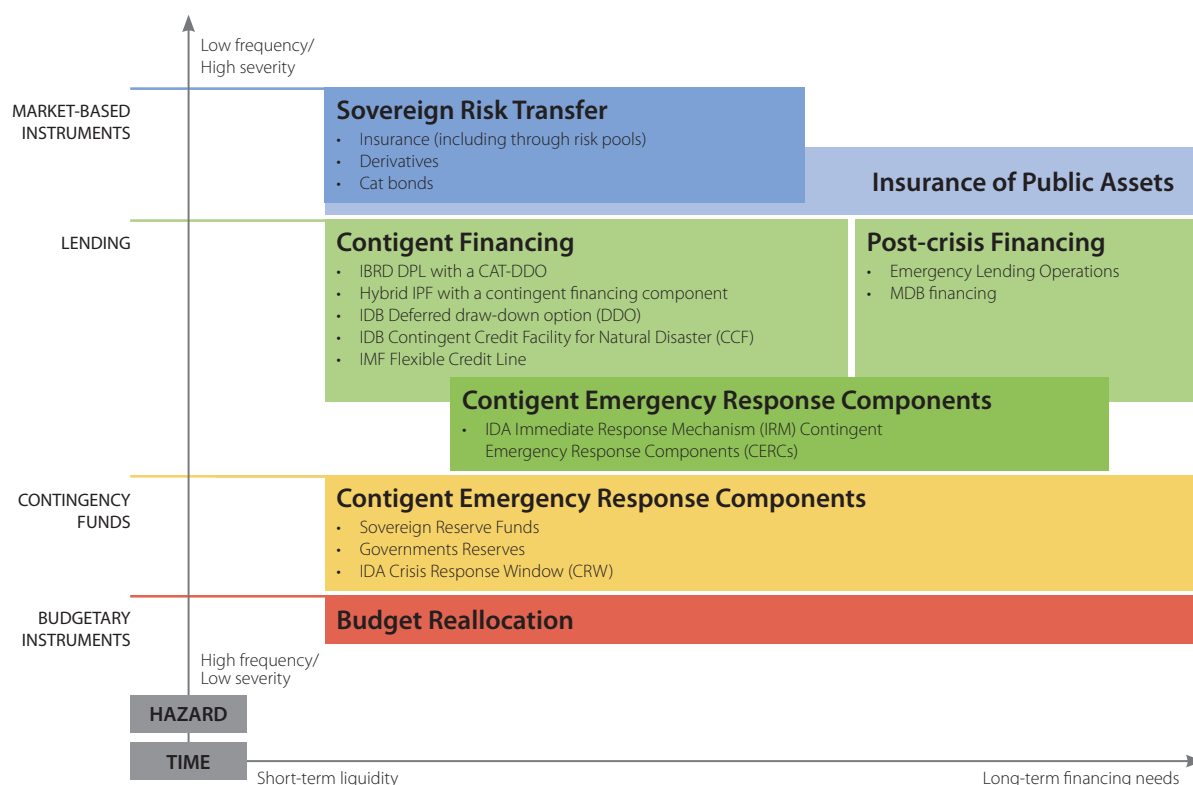 Low frequency/
High severity
MARKET-BASED
INSTRUMENTS
Sovereign Risk Transfer
• Insurance (including through risk pools)
• Derivatives
• Cat bonds
Insurance of Public Assets
LENDING
Contigent Financing
• IBRD DPL with a CAT-DDO
• Hybrid IPF with a contingent financing component
• IDB Deferred draw-down option (DDO)
• IDB Contingent Credit Facility for Natural Disaster (CCF)
• IMF Flexible Credit Line
Post-crisis Financing
• Emergency Lending Operations
• MDB financing
Contigent Emergency Response Components
• IDA Immediate Response Mechanism (IRM) Contingent
Emergency Response Components (CERCs)
CONTINGENCY
FUNDS
Contigent Emergency Response Components
• Sovereign Reserve Funds
• Governments Reserves
• IDA Crisis Response Window (CRW)
BUDGETARY
INSTRUMENTS
Budget Reallocation
High frequency/
Low severity
HAZARD
TIME
Short-term liquidity
Long-term financing needs